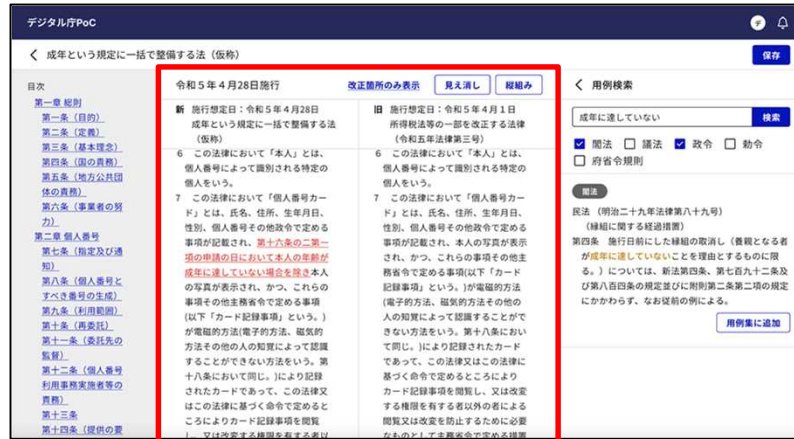 デジタル庁PoC
デ
成年という規定に一括で整備する法（仮称）
保存
目次
第一章 総則
第一条（目的）
第二条（定義）
第三条（基本理念）
第四条（国の責務）
第五条（地方公共団
体の責務）
第六条（事業者の努
力）
第二章 個人番号
第七条（指定及び通
知）
第八条（個人番号と
すべき番号の生成）
第九条（利用範囲）
第十条（再委託）
第十一条（委託先の
監督）
第十二条（個人番号
利用事務実施者等の
責務）
第十三条
第十四条（提供の要
令和５年４月28日施行
改正箇所のみ表示
見え消し
縦組み
新 施行想定日：令和５年４月28日
成年という規定に一括で整備する法
（仮称）
6 この法律において「本人」とは、
個人番号によって識別される特定の
個人をいう。
7 この法律において「個人番号カー
ド」とは、氏名、住所、生年月日、
性別、個人番号その他政令で定める
事項が記載され、第十六条の二第一
項の申請の日において本人の年齢が
成年に達していない場合を除き本人
の写真が表示され、かつ、これらの
事項その他主務省令で定める事項
(以下「カード記録事項」という。)
が電磁的方法(電子的方法、磁気的
方法その他の人の知覚によって認識
することができない方法をいう。第
十八条において同じ。)により記録
されたカードであって、この法律又
はこの法律に基づく命令で定めると
ころによりカード記録事項を閲覧
し、又は改変する権限を有する者以
旧 施行想定日：令和５年４月１日
所得税法等の一部を改正する法律
（令和五年法律第三号）
6 この法律において「本人」とは、
個人番号によって識別される特定の
個人をいう。
7 この法律において「個人番号カー
ド」とは、氏名、住所、生年月日、
性別、個人番号その他政令で定める
事項が記載され、本人の写真が表示
され、かつ、これらの事項その他主
務省令で定める事項(以下「カード
記録事項」という。)が電磁的方法
(電子的方法、磁気的方法その他の
人の知覚によって認識することがで
きない方法をいう。第十八条におい
て同じ。)により記録されたカード
であって、この法律又はこの法律に
基づく命令で定めるところにより
カード記録事項を閲覧し、又は改変
する権限を有する者以外の者による
閲覧又は改変を防止するために必要
なものとして主務省令で定める措置
用例検索
成年に達していない
検索
閣法 議法 政令 勅令
府省令規則
閣法
民法（明治二十九年法律第八十九号）
（縁組に関する経過措置）
第四条 施行日前にした縁組の取消し（養親となる者
が成年に達していないことを理由とするものに限
る。）については、新法第四条、第七百九十二条及
び第八百四条の規定並びに附則第二条第二項の規定
にかかわらず、なお従前の例による。
用例集に追加